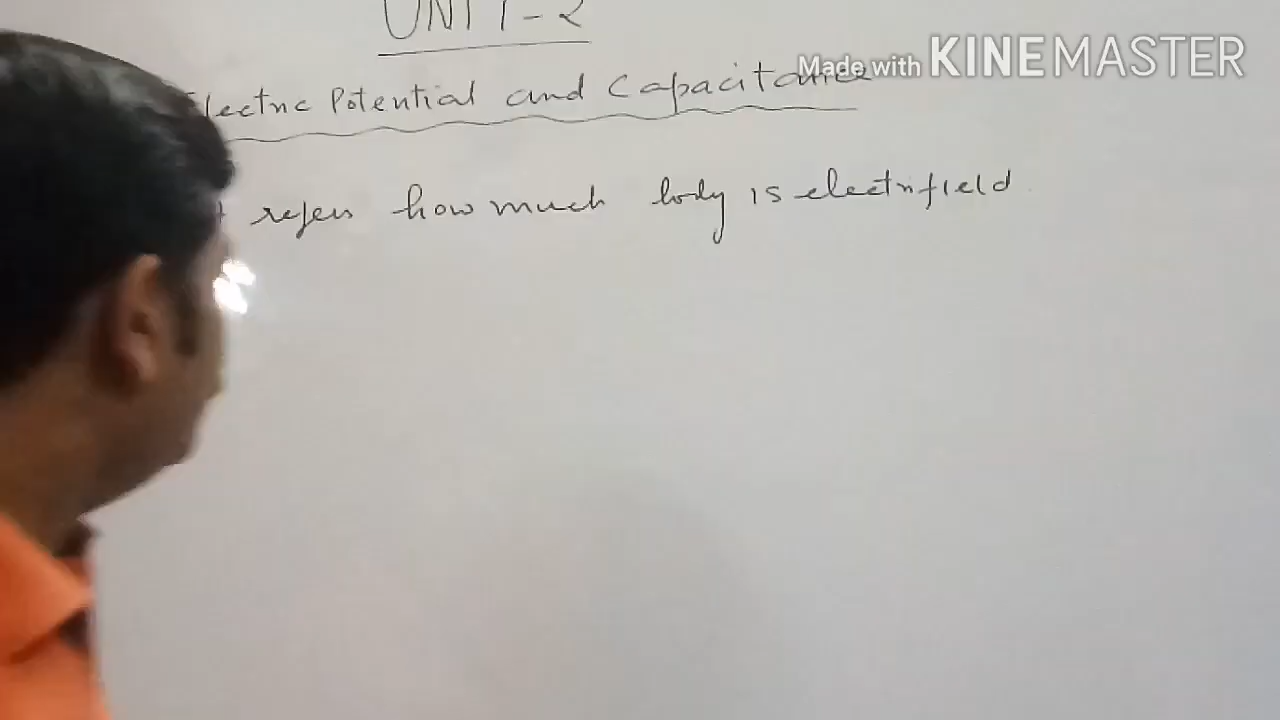 UNIT-2
Made with KINEMASTER
Electric Potential and Capacitance
refers how much body is electrifield